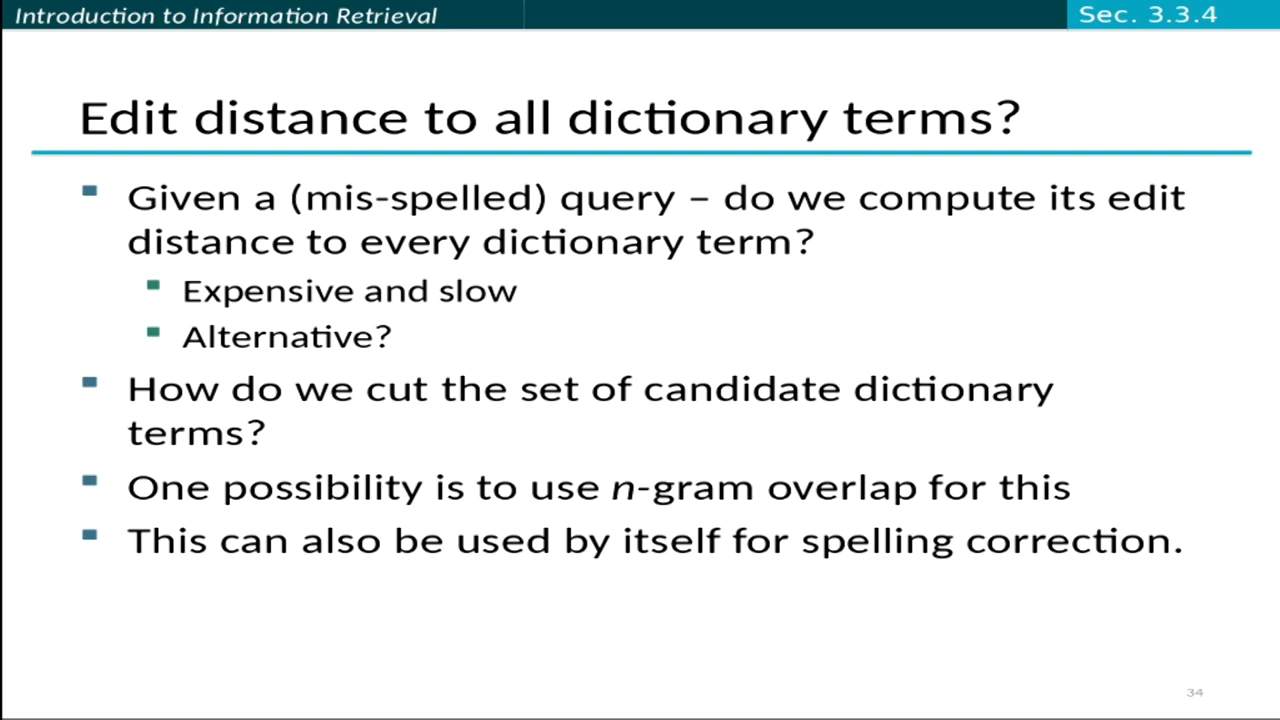 Introduction to Information Retrieval
Sec. 3.3.4
Edit distance to all dictionary terms?
Given a (mis-spelled) query – do we compute its edit
distance to every dictionary term?
Expensive and slow
Alternative?
How do we cut the set of candidate dictionary
terms?
One possibility is to use n-gram overlap for this
This can also be used by itself for spelling correction.
34